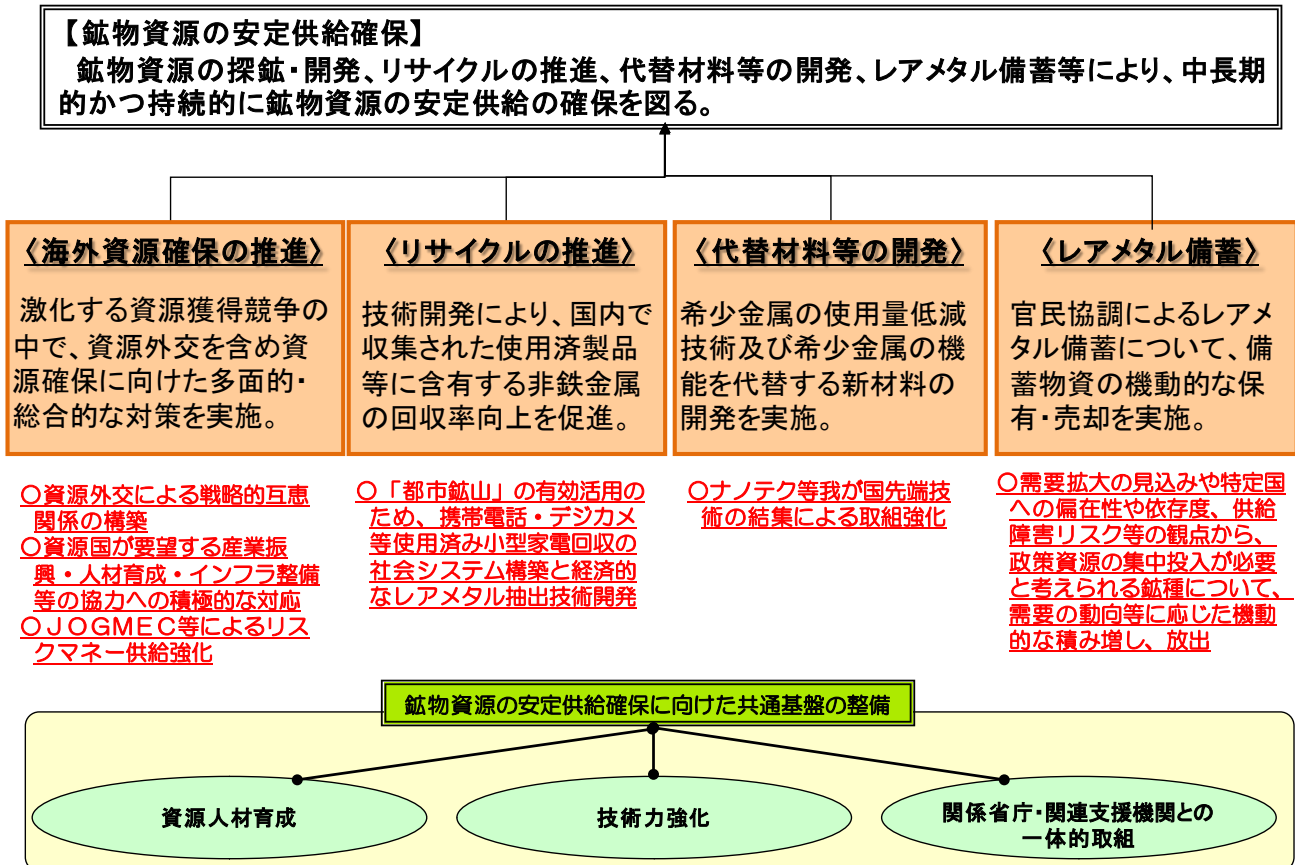 【鉱物資源の安定供給確保】
鉱物資源の探鉱・開発、リサイクルの推進、代替材料等の開発、レアメタル備蓄等により、中長期
的かつ持続的に鉱物資源の安定供給の確保を図る。
〈海外資源確保の推進〉
激化する資源獲得競争の
中で、資源外交を含め資
源確保に向けた多面的・
総合的な対策を実施。
〈リサイクルの推進〉
技術開発により、国内で
収集された使用済製品
等に含有する非鉄金属
の回収率向上を促進。
〈代替材料等の開発〉
希少金属の使用量低減
技術及び希少金属の機
能を代替する新材料の
開発を実施。
〈レアメタル備蓄〉
官民協調によるレアメ
タル備蓄について、備
蓄物資の機動的な保
有・売却を実施。
○資源外交による戦略的互恵
関係の構築
○資源国が要望する産業振
興・人材育成・インフラ整備
等の協力への積極的な対応
○ＪＯＧＭＥＣ等によるリス
クマネー供給強化
○「都市鉱山」の有効活用の
ため、携帯電話・デジカメ
等使用済み小型家電回収の
社会システム構築と経済的
なレアメタル抽出技術開発
○ナノテク等我が国先端技
術の結集による取組強化
○需要拡大の見込みや特定国
への偏在性や依存度、供給
障害リスク等の観点から、
政策資源の集中投入が必要
と考えられる鉱種について、
需要の動向等に応じた機動
的な積み増し、放出
鉱物資源の安定供給確保に向けた共通基盤の整備
資源人材育成
技術力強化
関係省庁・関連支援機関との
一体的取組